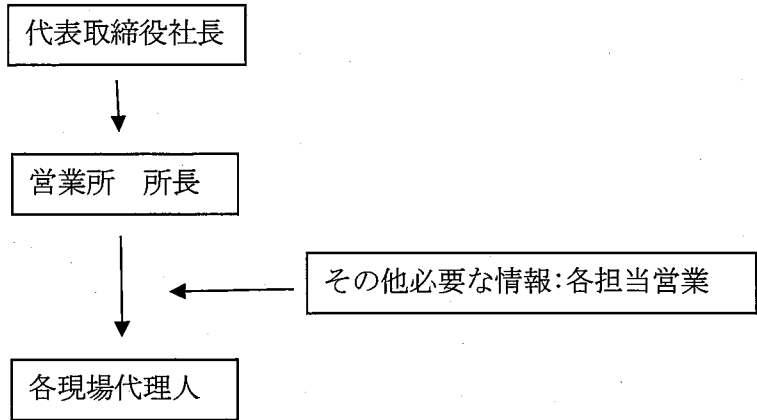 代表取締役社長
営業所　所長
その他必要な情報:各担当営業
各現場代理人